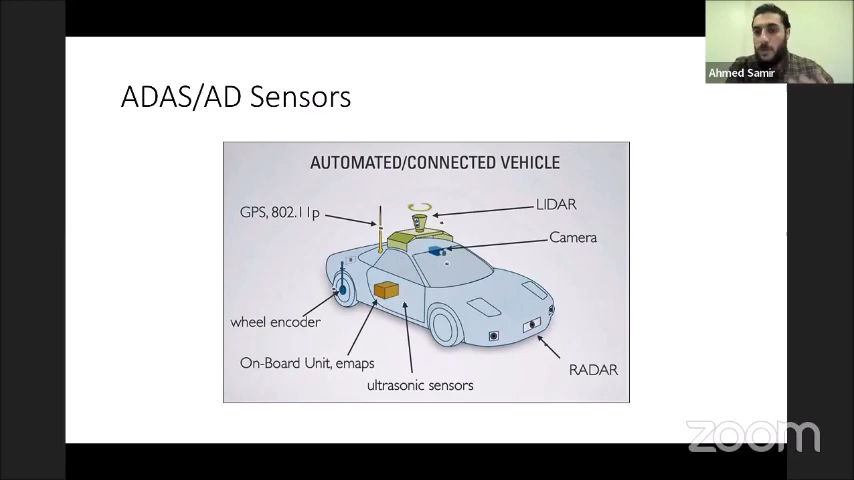 Ahmed Samir
ADAS/AD Sensors
AUTOMATED/CONNECTED VEHICLE
GPS, 802.11p
LIDAR
Camera
wheel encoder
On-Board Unit, emaps
ultrasonic sensors
RADAR
zoom